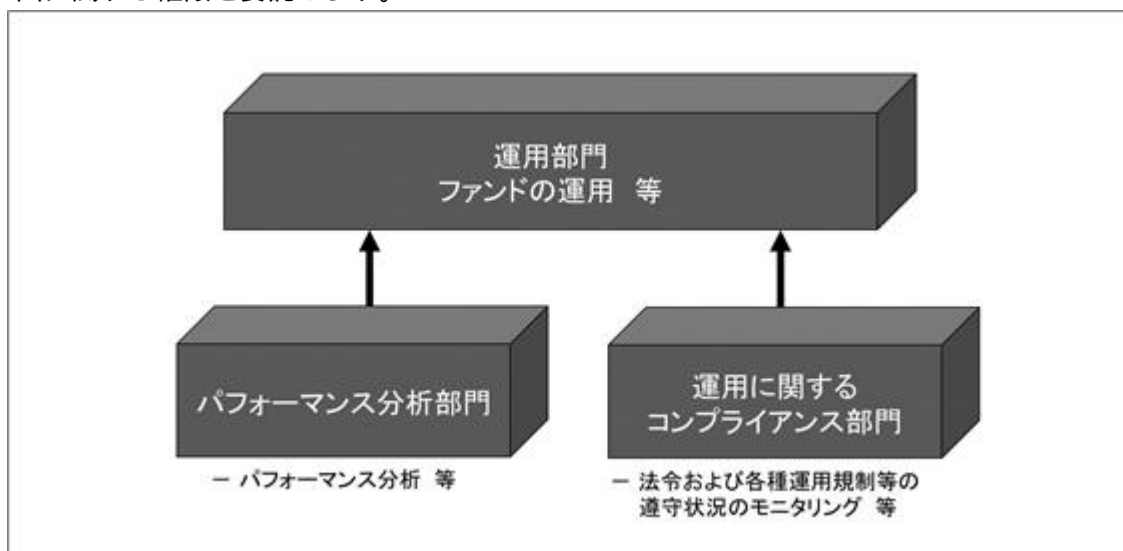 運用部門
ファンドの運用 等
パフォーマンス分析部門
－ パフォーマンス分析 等
運用に関する
コンプライアンス部門
－ 法令および各種運用規制等の
遵守状況のモニタリング 等